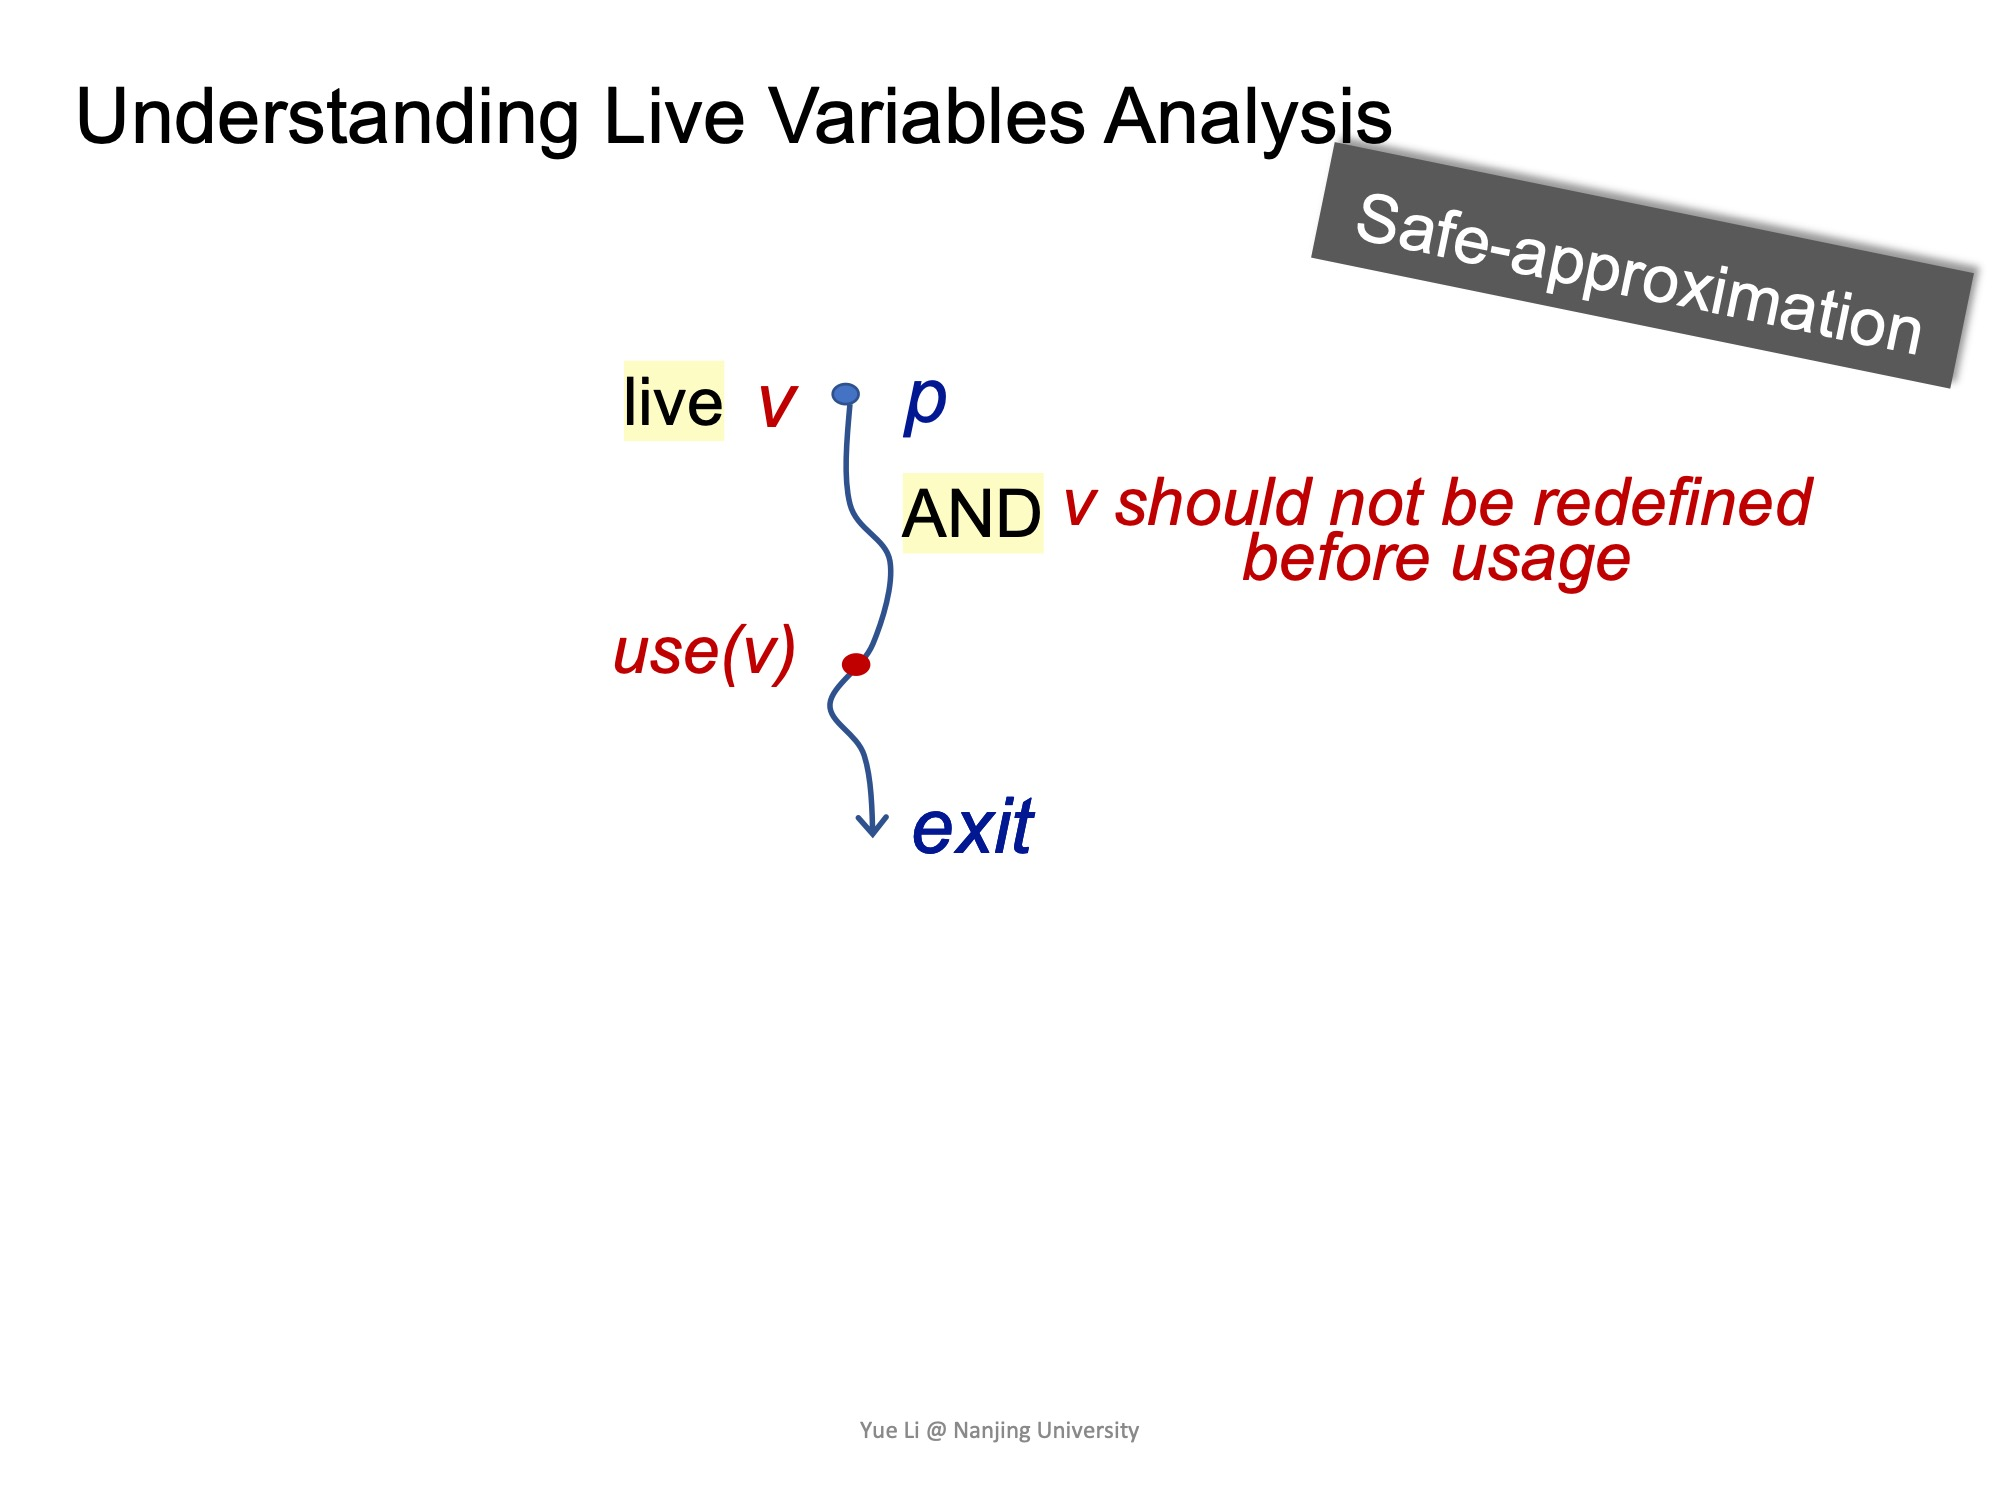 Understanding Live Variables Analysis
Safe-approximation
live v p
AND v should not be redefined
before usage
use(v)
exit
Yue Li @ Nanjing University